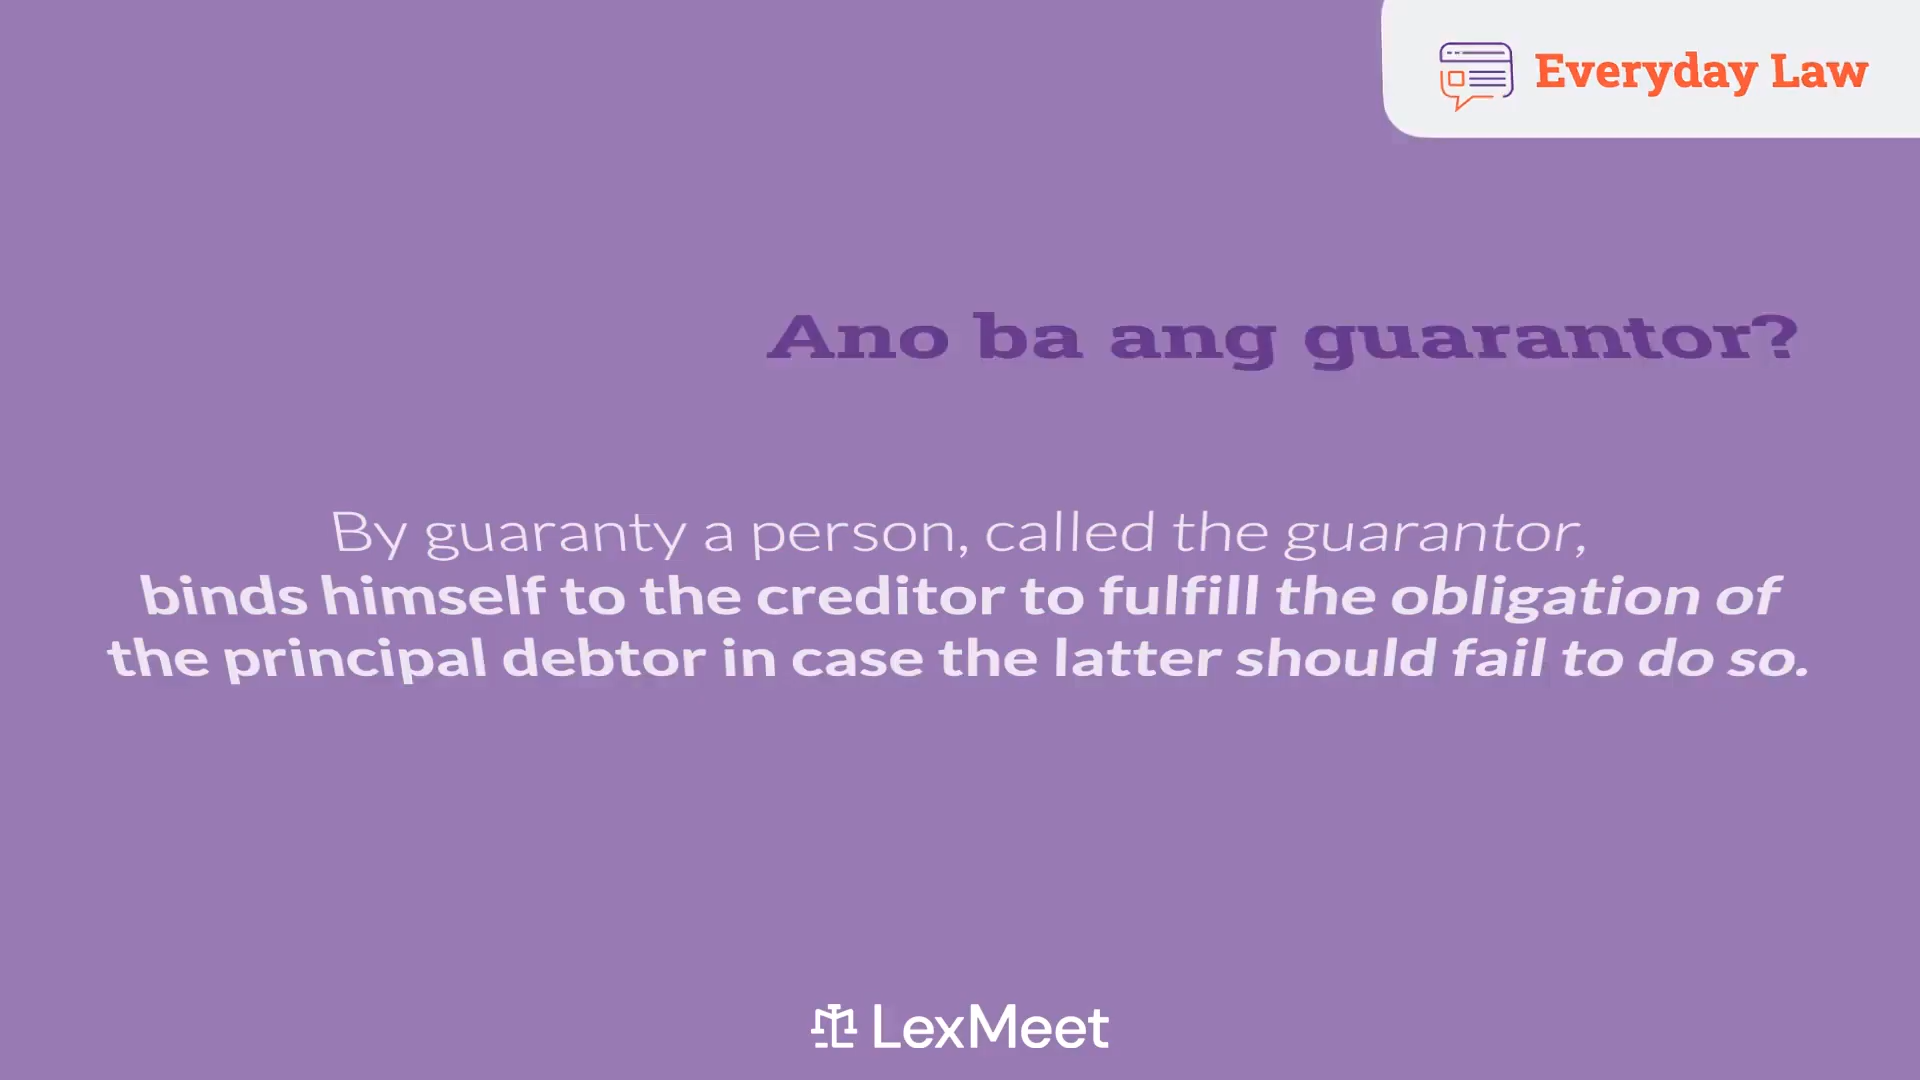 Everyday Law
Ano ba ang guarantor?
By guaranty a person, called the guarantor,
binds himself to the creditor to fulfill the obligation of
the principal debtor in case the latter should fail to do so.
LexMeet